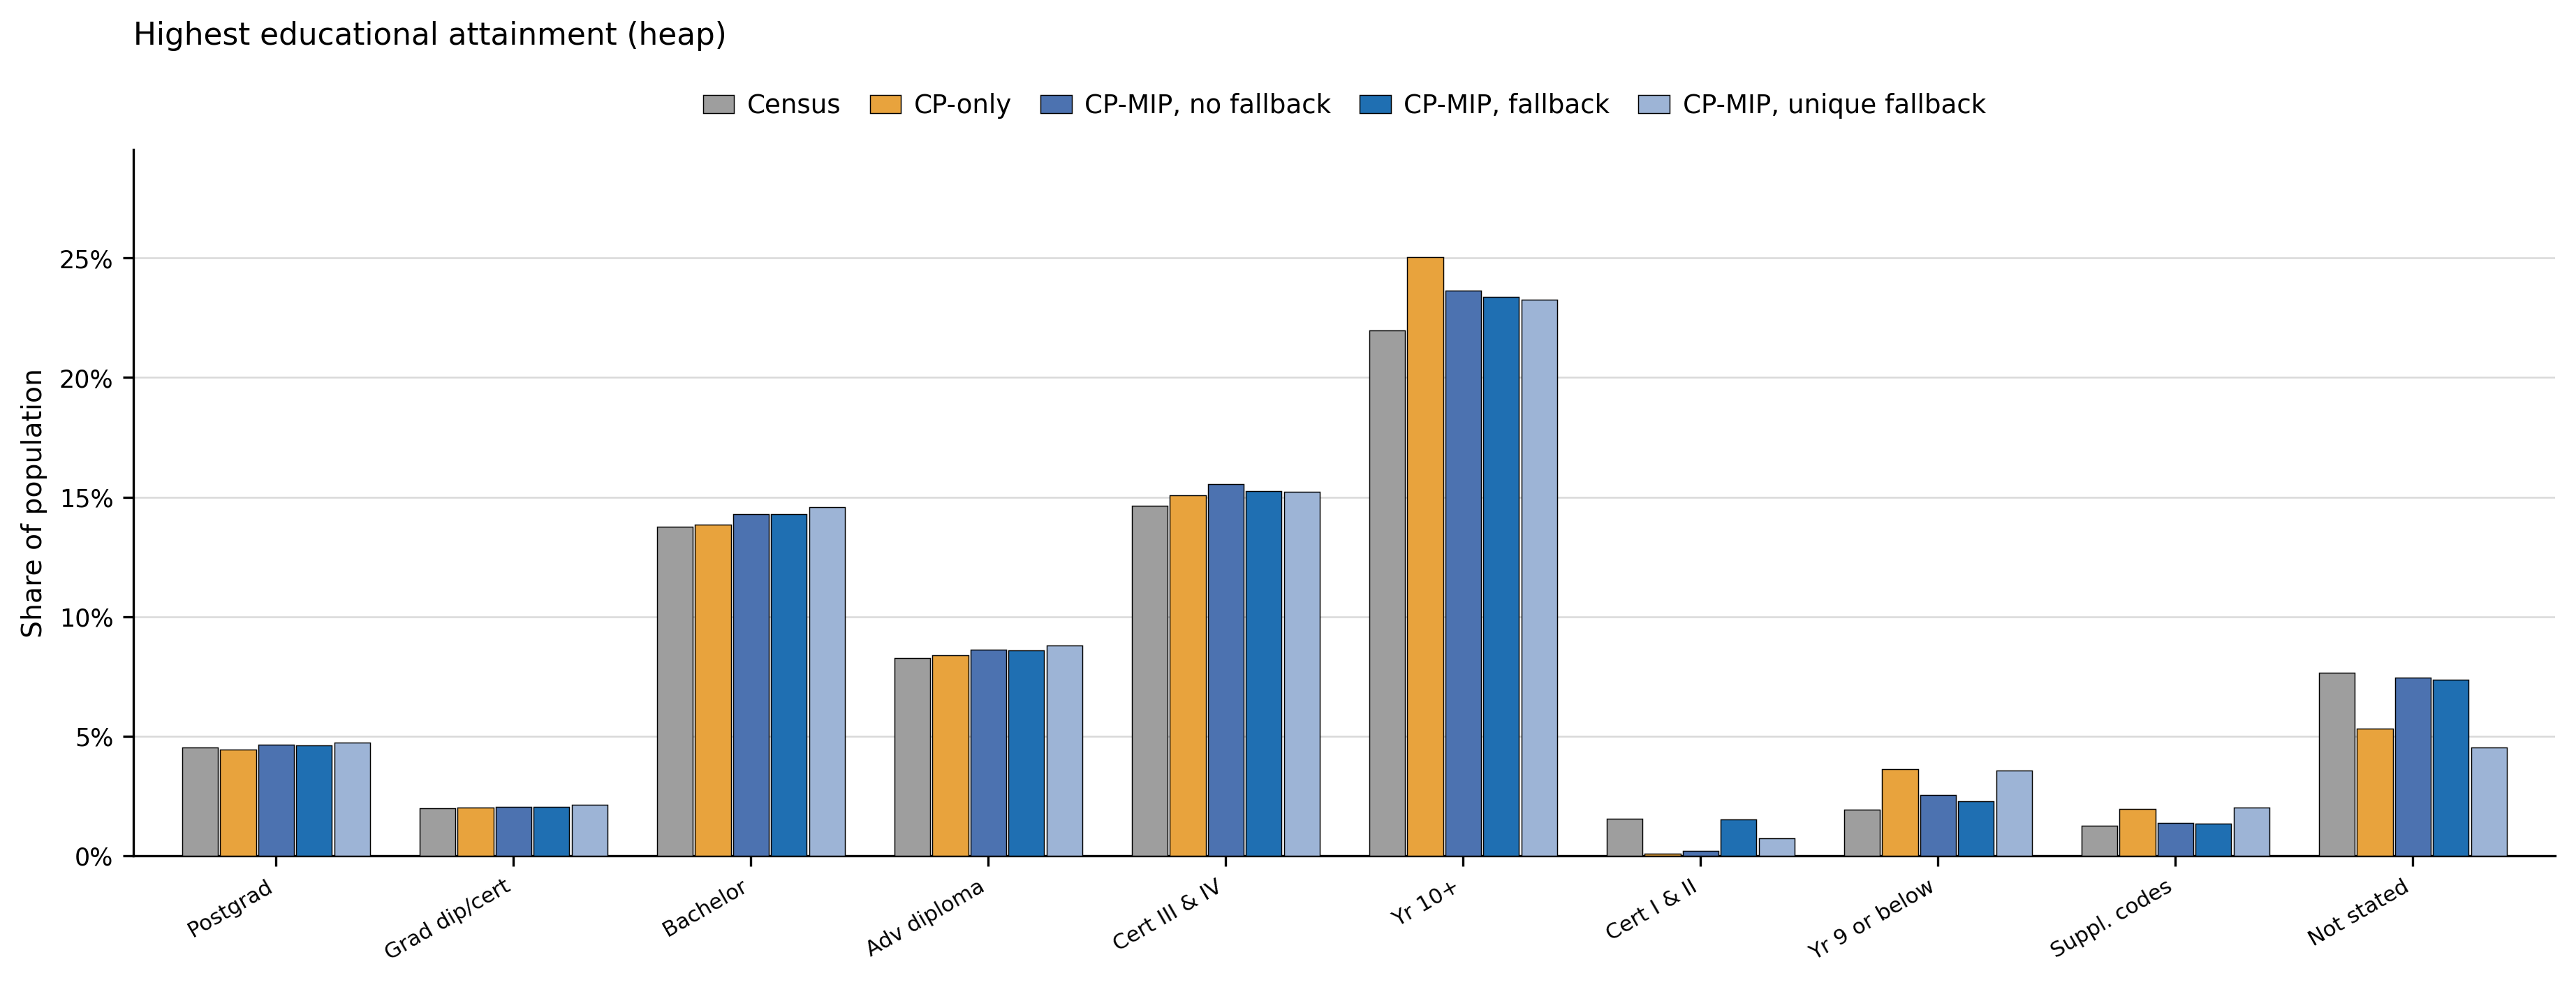 Highest educational attainment (heap)
Census CP-only CP-MIP, no fallback CP-MIP, fallback CP-MIP, unique fallback
Share of population
25%
20%
15%
10%
5%
0%
Postgrad
Grad dip/cert
Bachelor
Adv diploma
Cert III & IV
Yr 10+
Cert I & II
Yr 9 or below
Suppl. codes
Not stated